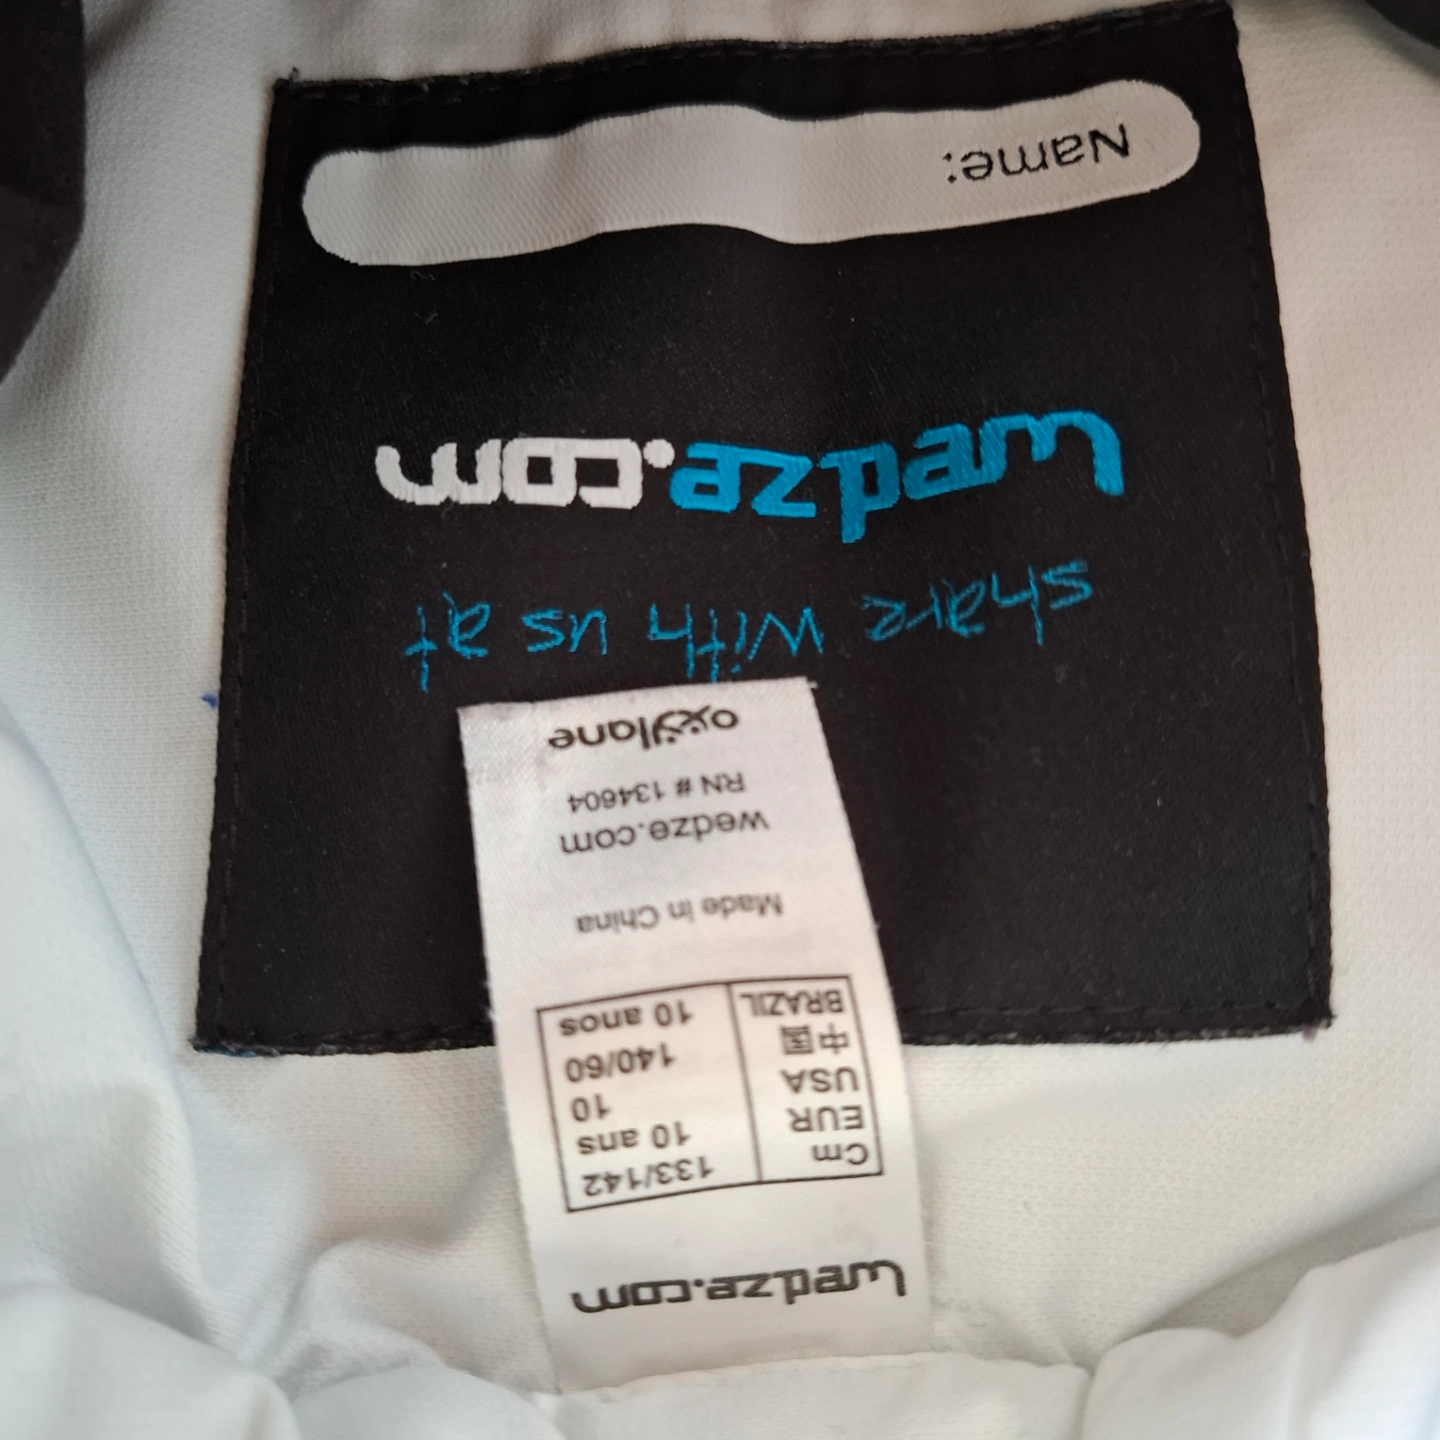 wedze.com
Cm 133/142
EUR 10 ans
USA 10
中国 140/60
BRAZIL 10 anos
Made in China
wedze.com
RN # 134604
oxylane
share with us at
wedze.com
Name: